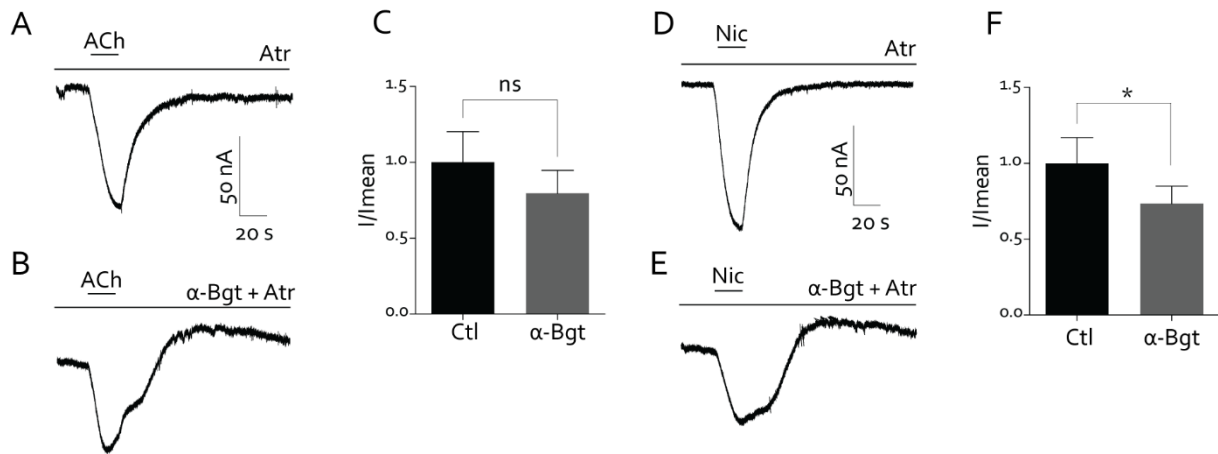 A
ACh
Atr
50 nA
20 s
B
ACh
α-Bgt + Atr
C
ns
I/Imean
1.5
1.0
0.5
0.0
Ctl
α-Bgt
D
Nic
Atr
50 nA
20 s
E
Nic
α-Bgt + Atr
F
*
I/Imean
1.5
1.0
0.5
0.0
Ctl
α-Bgt